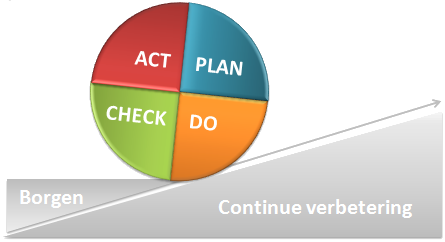 ACT
PLAN
CHECK
DO
Borgen
Continue verbetering